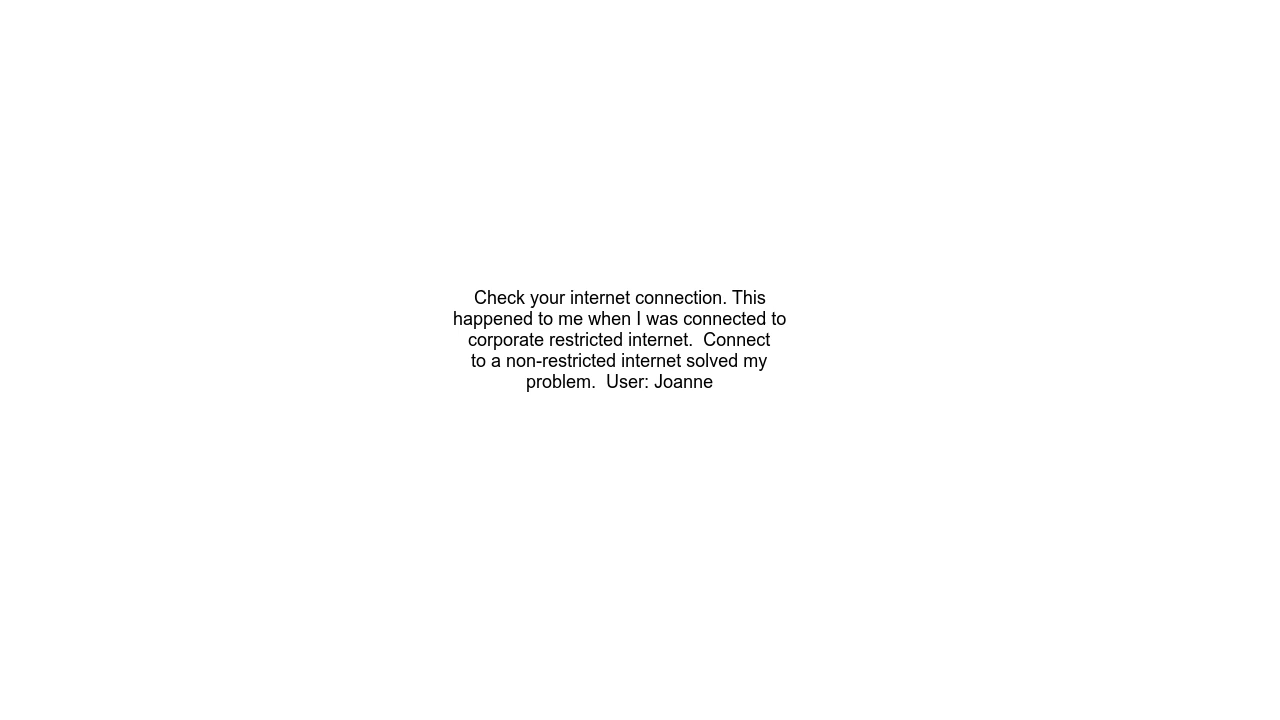 Check your internet connection. This
happened to me when I was connected to
corporate restricted internet.  Connect
to a non-restricted internet solved my
problem.  User: Joanne